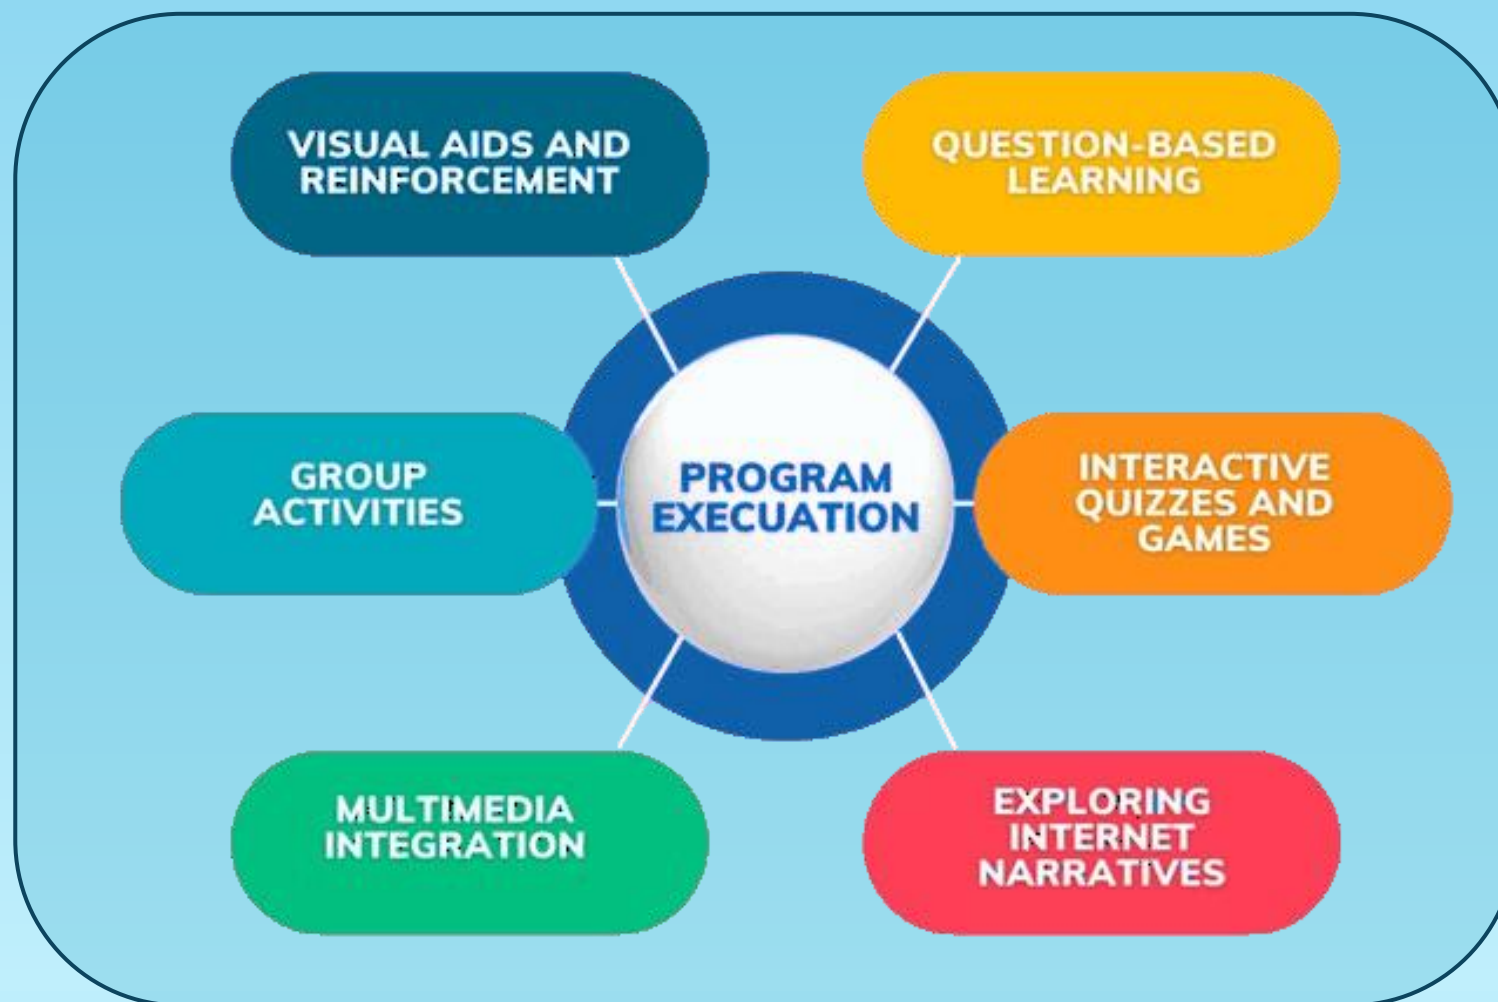 VISUAL AIDS AND
REINFORCEMENT
QUESTION-BASED
LEARNING
GROUP
ACTIVITIES
PROGRAM
EXECUATION
INTERACTIVE
QUIZZES AND
GAMES
MULTIMEDIA
INTEGRATION
EXPLORING
INTERNET
NARRATIVES